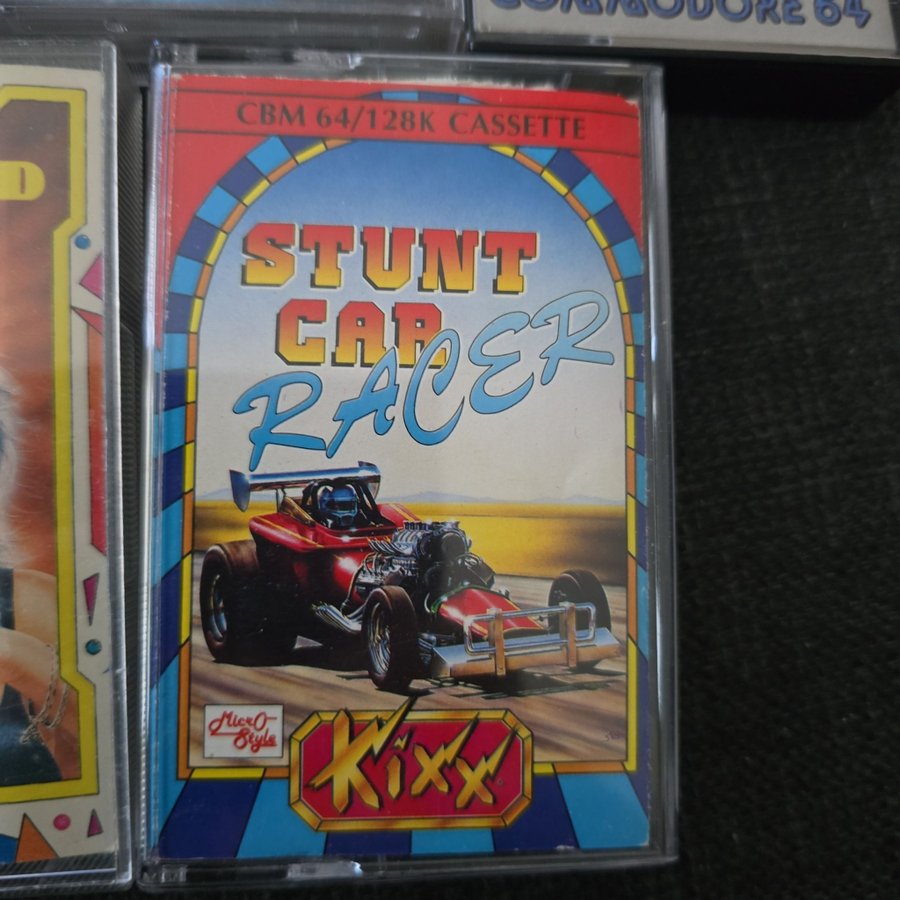 COMMODORE 64
CBM 64/128K CASSETTE
STUNT
CAR
RACER
MicrO
Style
Kixx